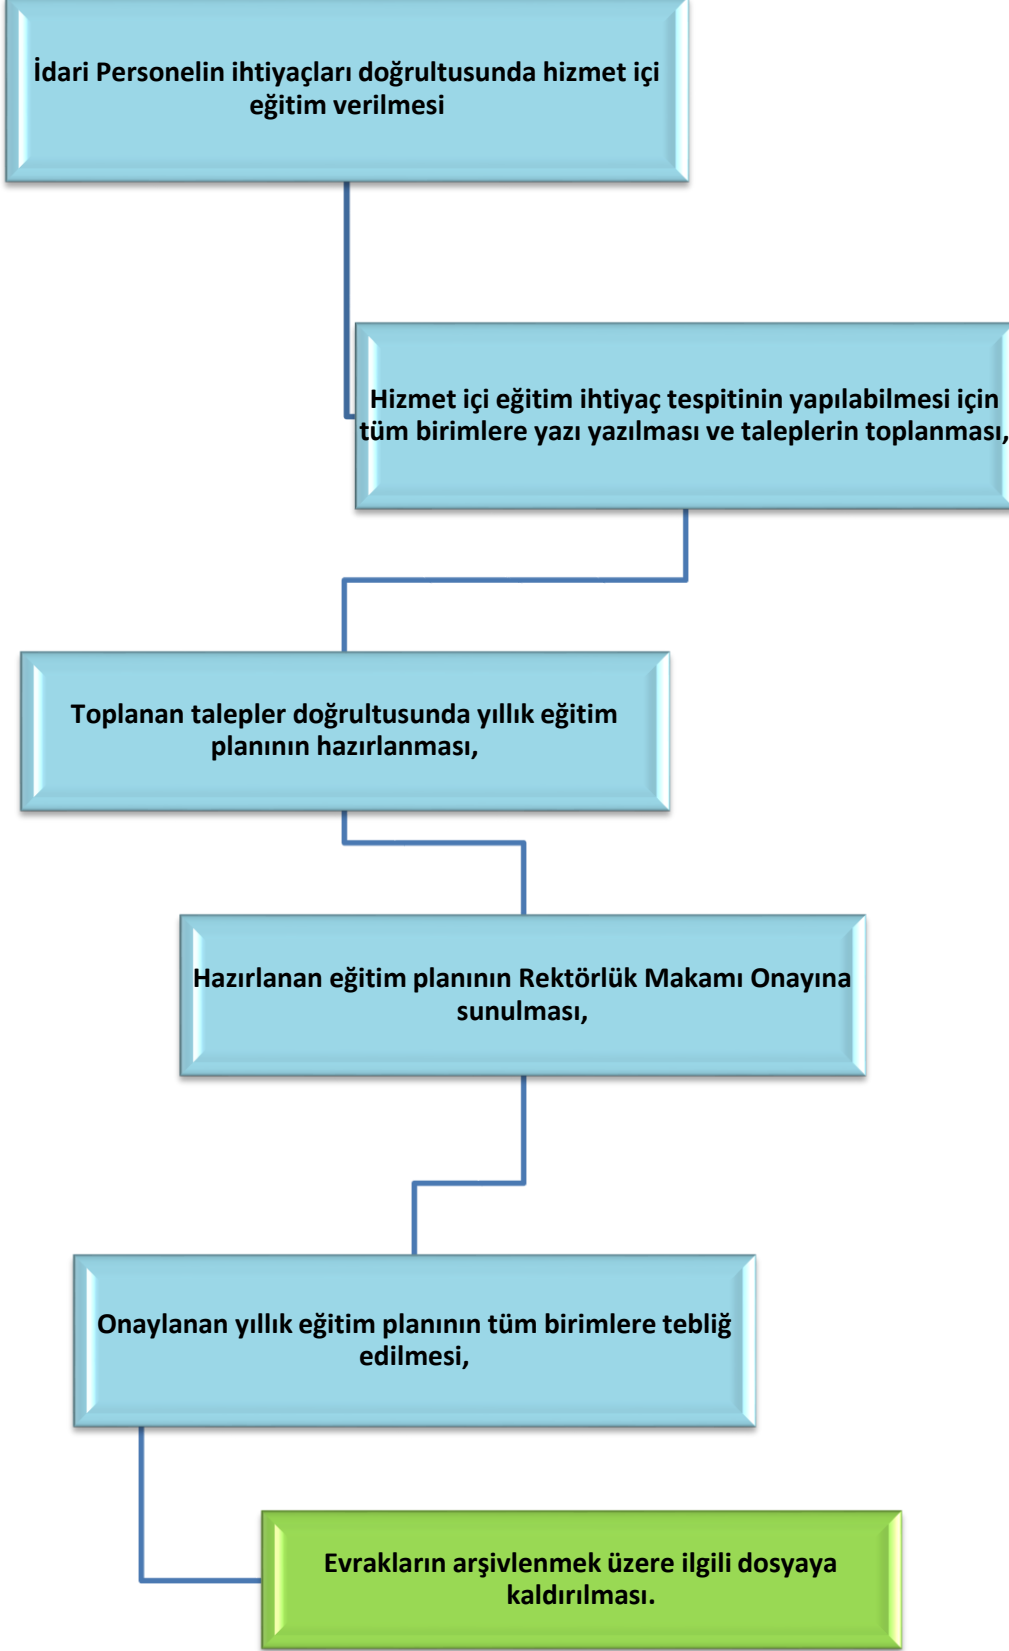 İdari Personelin ihtiyaçları doğrultusunda hizmet içi
eğitim verilmesi
Hizmet içi eğitim ihtiyaç tespitinin yapılabilmesi için
tüm birimlere yazı yazılması ve taleplerin toplanması,
Toplanan talepler doğrultusunda yıllık eğitim
planının hazırlanması,
Hazırlanan eğitim planının Rektörlük Makamı Onayına
sunulması,
Onaylanan yıllık eğitim planının tüm birimlere tebliğ
edilmesi,
Evrakların arşivlenmek üzere ilgili dosyaya
kaldırılması.